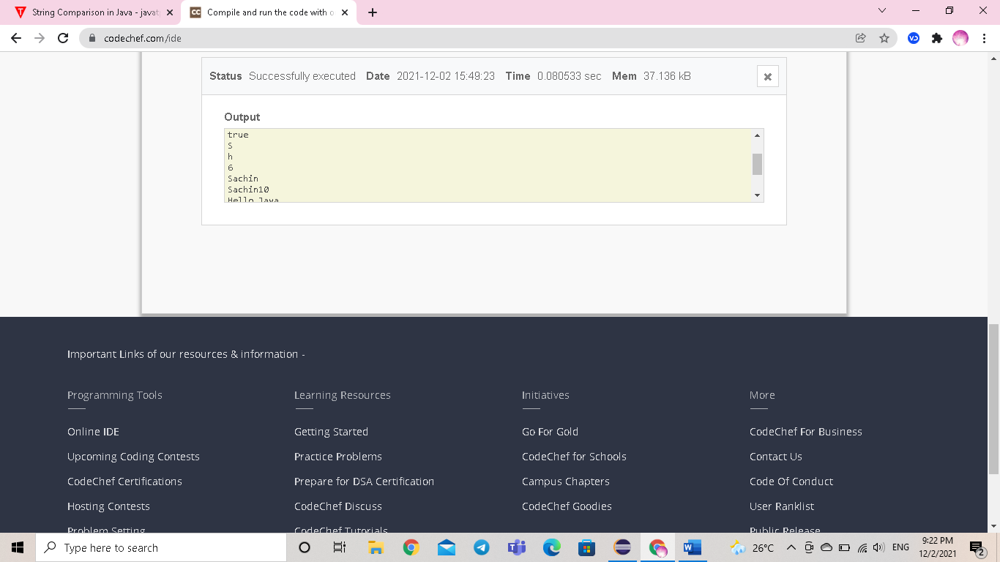 String Comparison in Java - javat
Compile and run the code with o
codechef.com/ide
Status Successfully executed Date 2021-12-02 15:49:23 Time 0.080533 sec Mem 37.136 kB
Output
true
S
h
6
Sachin
Sachin10
Hello Java
Important Links of our resources & information -
Programming Tools Learning Resources Initiatives More
Online IDE Getting Started Go For Gold CodeChef For Business
Upcoming Coding Contests Practice Problems CodeChef for Schools Contact Us
CodeChef Certifications Prepare for DSA Certification Campus Chapters Code Of Conduct
Hosting Contests CodeChef Discuss CodeChef Goodies User Ranklist
Problem Setting CodeChef Tutorials Public Release
Type here to search 26°C ENG 9:22 PM
12/2/2021 2